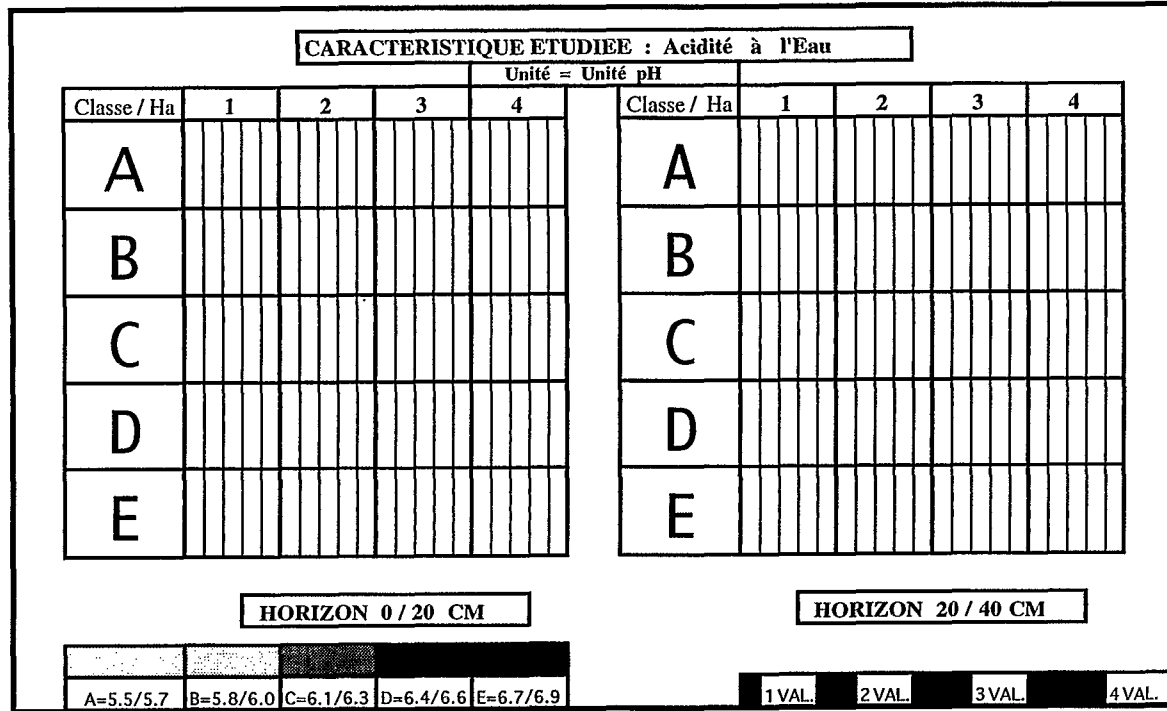 CARACTERISTIQUE ETUDIEE : Acidité à l'Eau
Unité = Unité pH
Classe / Ha 1 2 3 4
A
B
C
D
E
HORIZON 0 / 20 CM
Classe / Ha 1 2 3 4
A
B
C
D
E
HORIZON 20 / 40 CM
A=5.5/5.7 B=5.8/6.0 C=6.1/6.3 D=6.4/6.6 E=6.7/6.9
1 VAL. 2 VAL. 3 VAL. 4 VAL.